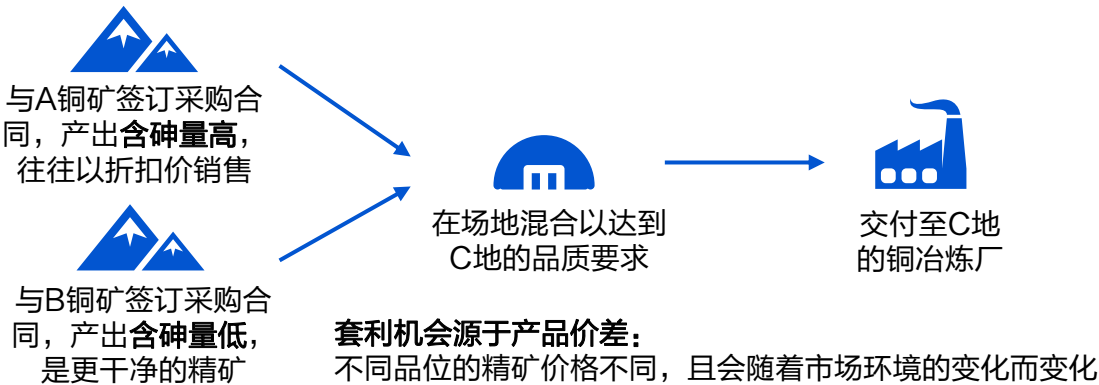 与A铜矿签订采购合
同，产出含砷量高，
往往以折扣价销售
与B铜矿签订采购合
同，产出含砷量低，
是更干净的精矿
在场地混合以达到
C地的品质要求
交付至C地
的铜冶炼厂
套利机会源于产品价差：
不同品位的精矿价格不同，且会随着市场环境的变化而变化